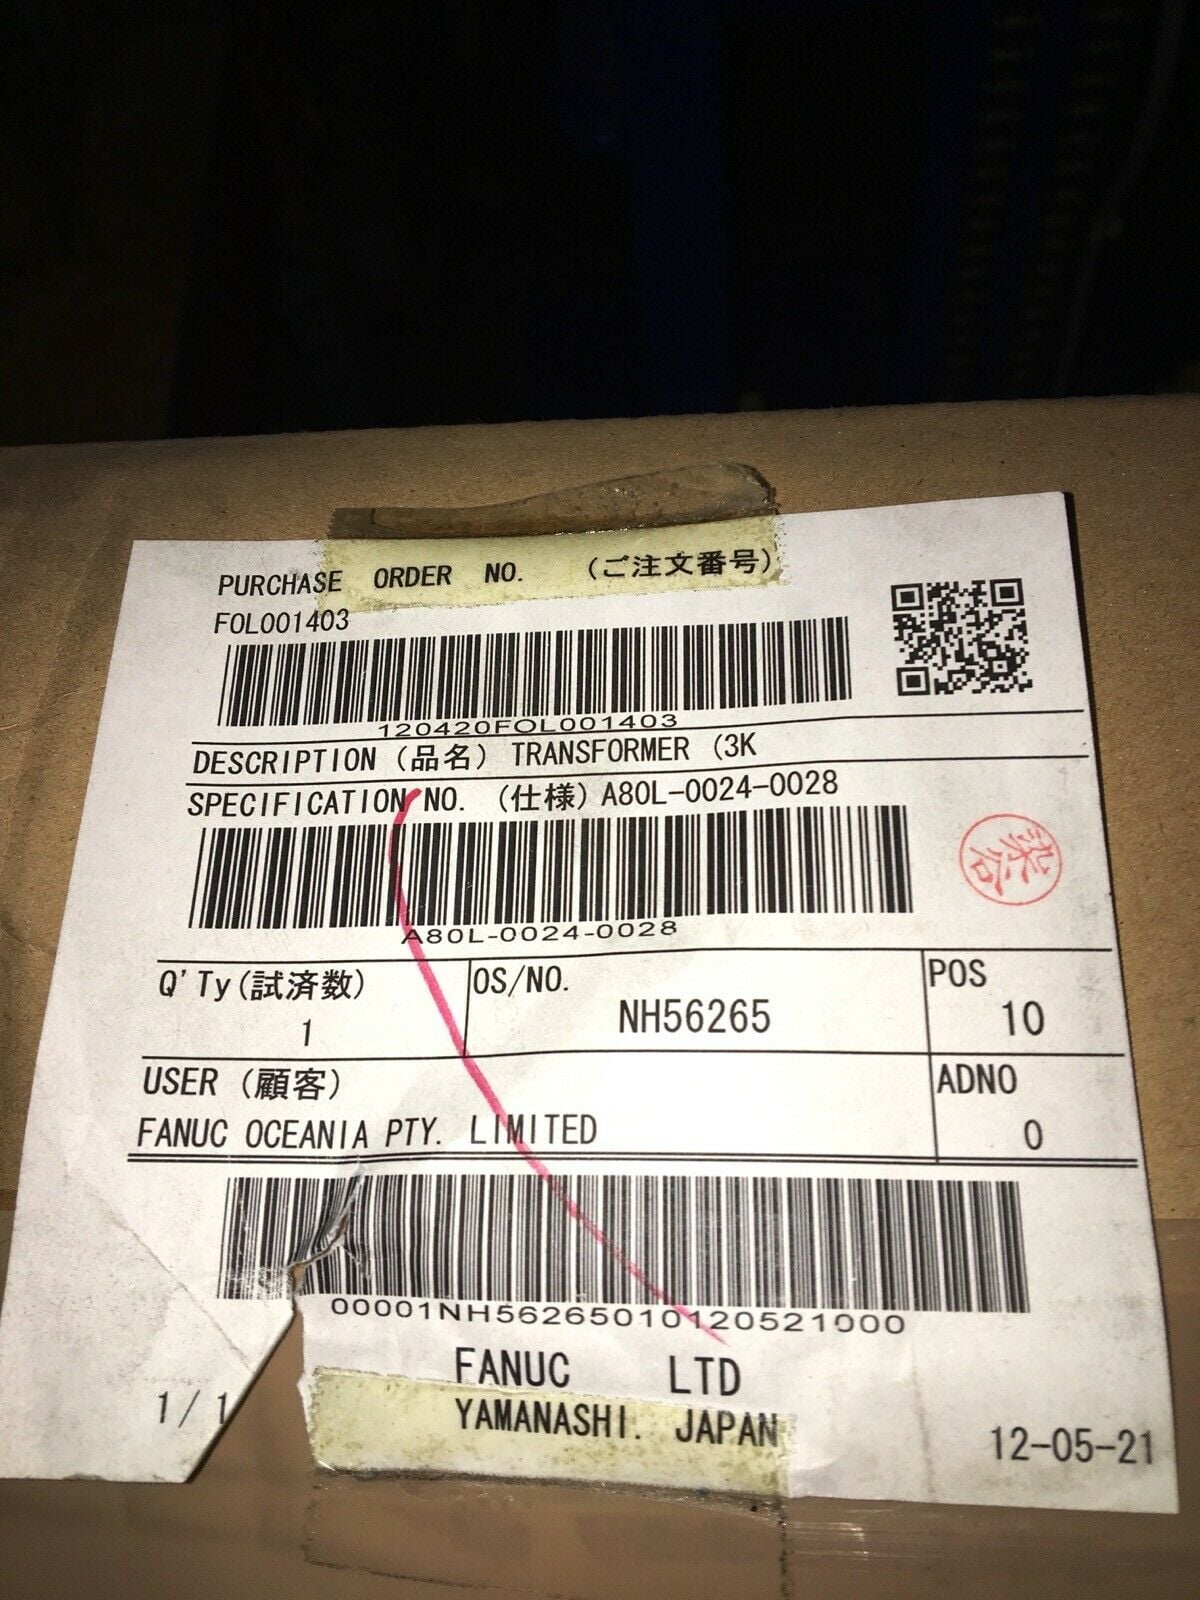 PURCHASE ORDER NO. (ご注文番号)
FOL001403
120420FOL001403
DESCRIPTION (品名) TRANSFORMER (3K
SPECIFICATION NO. (仕様) A80L-0024-0028
A80L-0024-0028
Q'Ty(試済数) OS/NO. POS
1 NH56265 10
USER (顧客) ADNO
FANUC OCEANIA PTY. LIMITED 0
00001NH56265010120521000
FANUC LTD
1/1 YAMANASHI. JAPAN 12-05-21